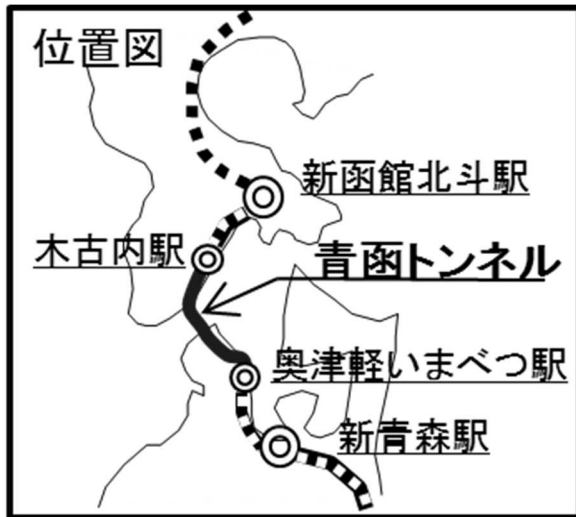 位置図
新函館北斗駅
木古内駅
青函トンネル
奥津軽いまべつ駅
新青森駅